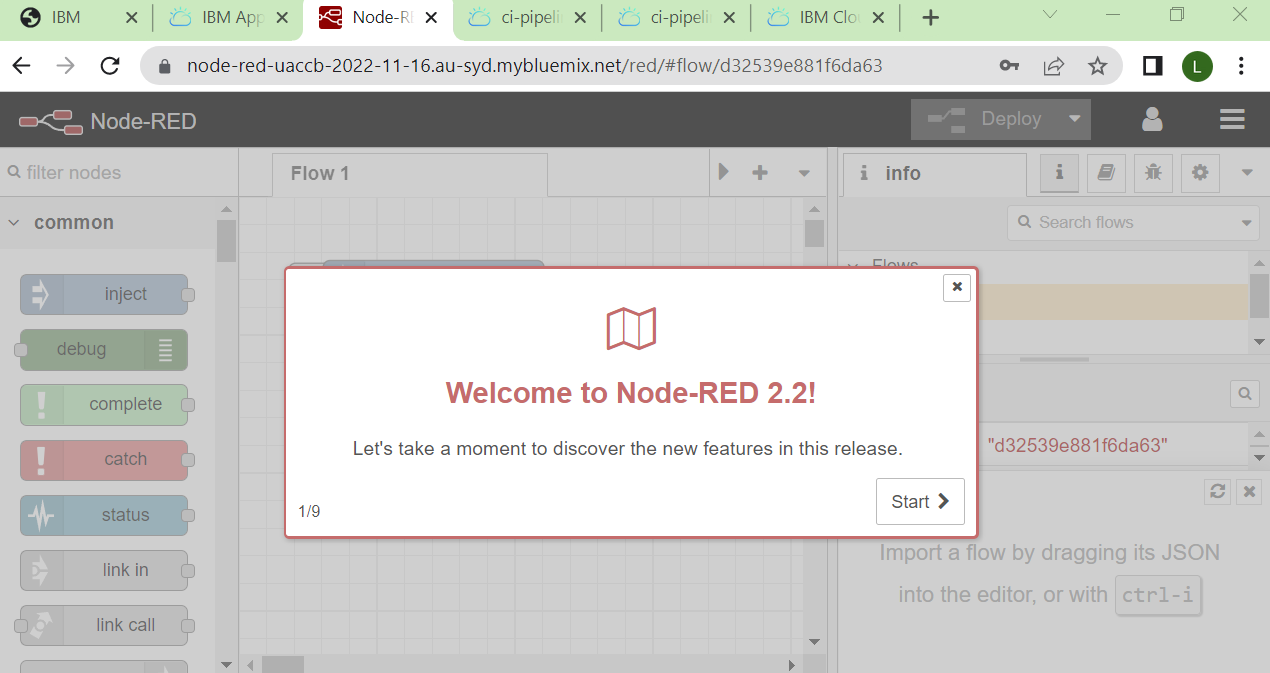 IBM
IBM App
Node-RE
ci-pipelin
ci-pipelin
IBM Clou
node-red-uaccb-2022-11-16.au-syd.mybluemix.net/red/#flow/d32539e881f6da63
L
Node-RED
Deploy
filter nodes
Flow 1
info
common
Search flows
Flows
inject
debug
complete
catch
status
link in
link call
Welcome to Node-RED 2.2!
Let's take a moment to discover the new features in this release.
1/9
Start
"d32539e881f6da63"
Import a flow by dragging its JSON
into the editor, or with ctrl-i